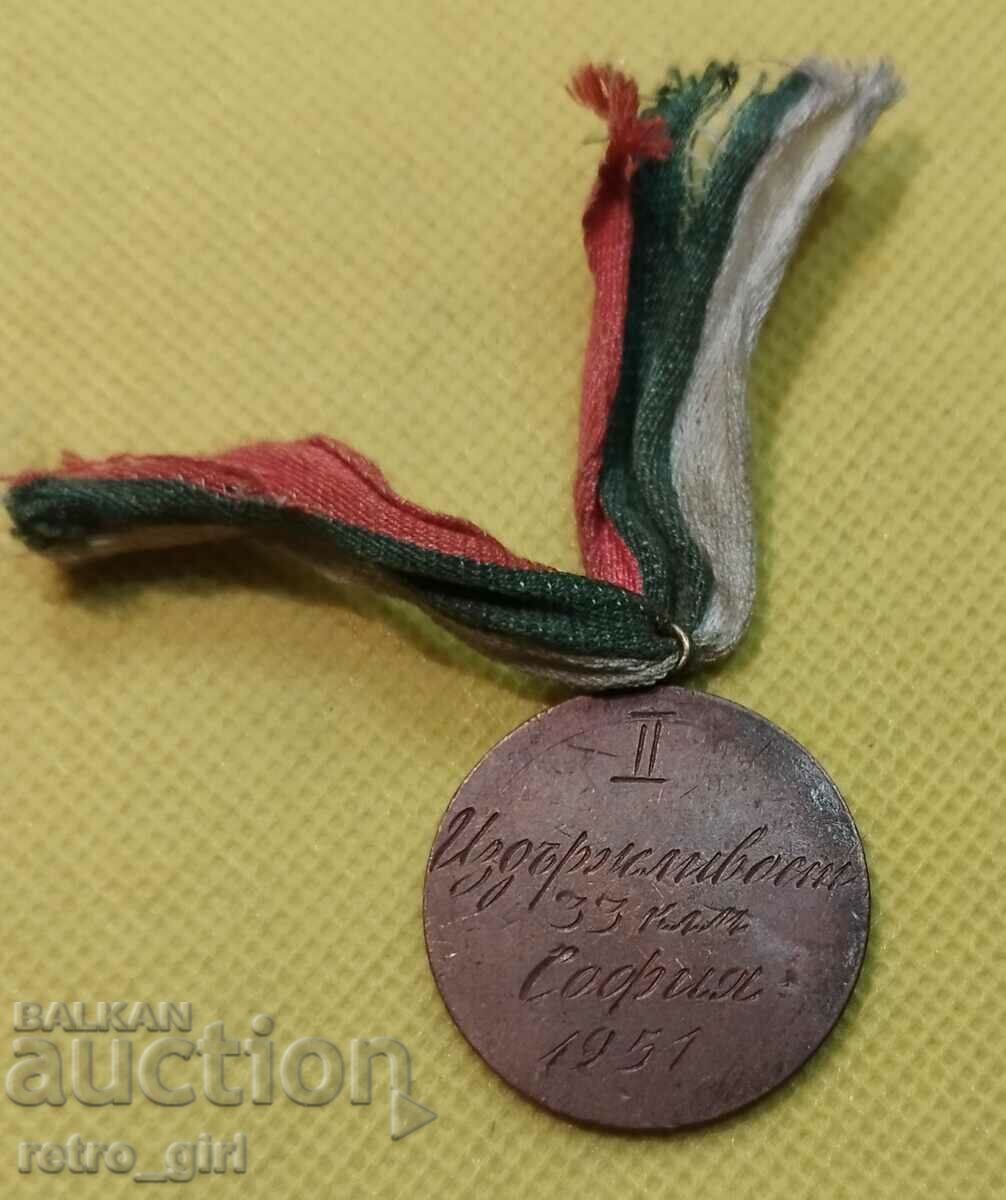 II
Издържливост
33 клм
София
1951
BALKAN
auction
retro_girl